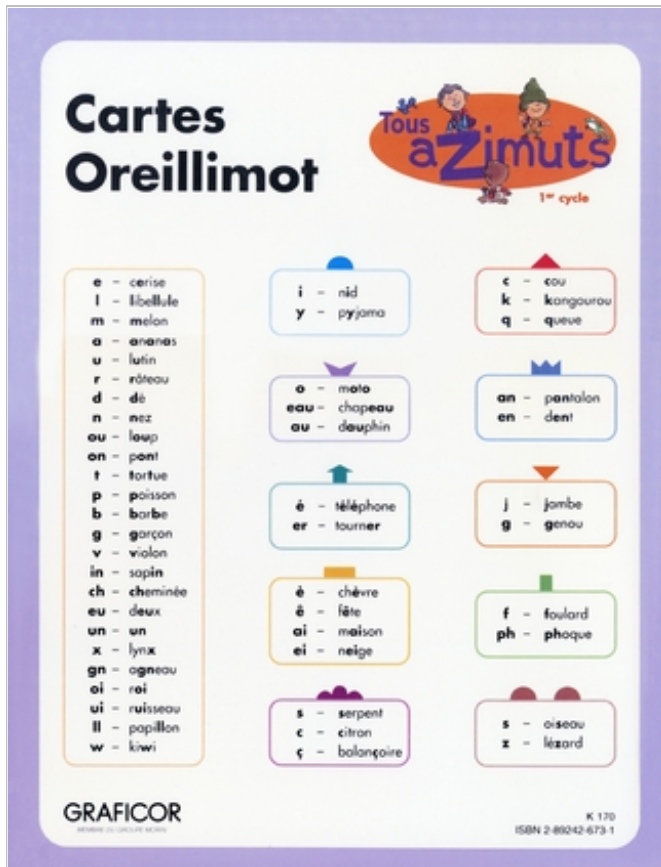 Cartes
Oreillimot
Tous
aZimuts
1er cycle
e – cerise
l – libellule
m – melon
a – ananas
u – lutin
r – râteau
d – dé
n – nez
ou – loup
on – pont
t – tortue
p – poisson
b – barbe
g – garçon
v – violon
in – sapin
ch – cheminée
eu – deux
un – un
x – lynx
gn – agneau
oi – roi
ui – ruisseau
ll – papillon
w – kiwi
i – nid
y – pyjama
o – moto
eau – chapeau
au – dauphin
é – téléphone
er – tourner
è – chèvre
ê – fête
ai – maison
ei – neige
s – serpent
c – citron
ç – balançoire
c – cou
k – kangourou
q – queue
an – pantalon
en – dent
j – jambe
g – genou
f – foulard
ph – phoque
s – oiseau
z – lézard
GRAFICOR
MEMBRE DU GROUPE MORIN
K 170
ISBN 2-89242-673-1